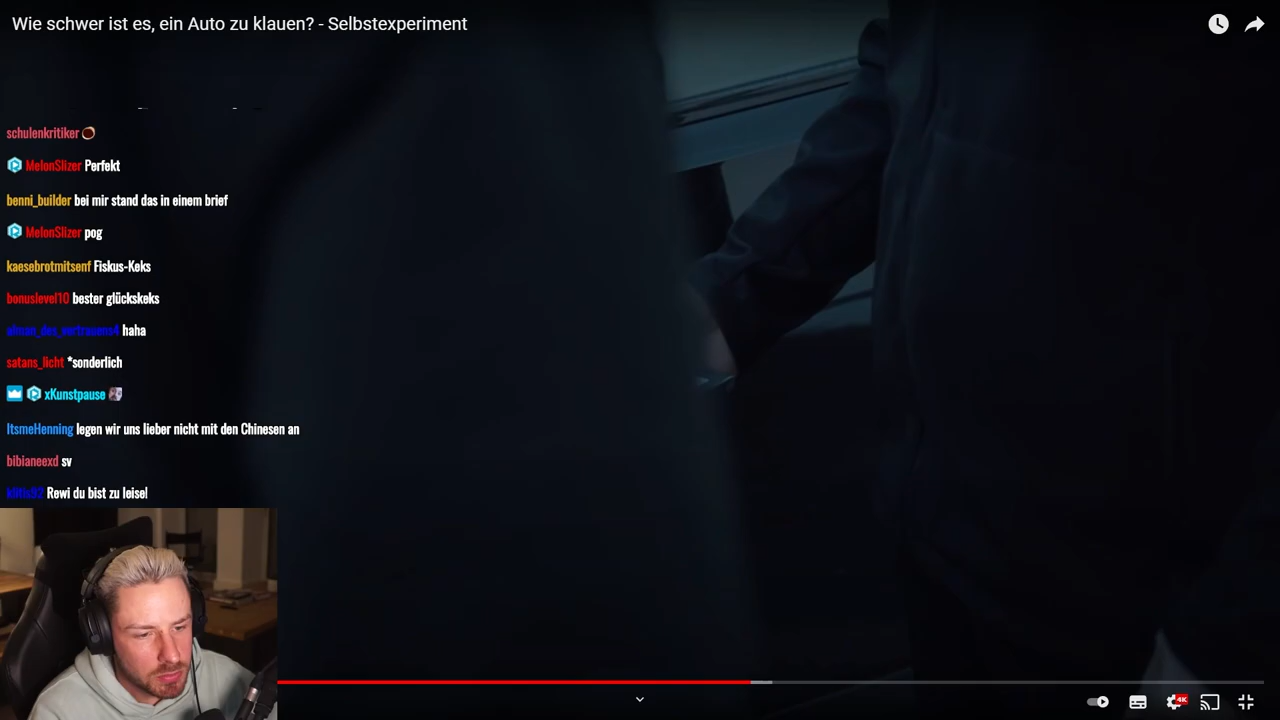 Wie schwer ist es, ein Auto zu klauen? - Selbstexperiment
schulenkritiker
MelonSlizer Perfekt
benni_builder bei mir stand das in einem brief
MelonSlizer pog
kaesebrotmitsenf Fiskus-Keks
bonuslevel10 bester glückskeks
alman_des_vertrauens4 haha
satans_licht *sonderlich
xKunstpause
ItsmeHenning legen wir uns lieber nicht mit den Chinesen an
bibianeexd sv
Rewi du bist zu leise!
4K